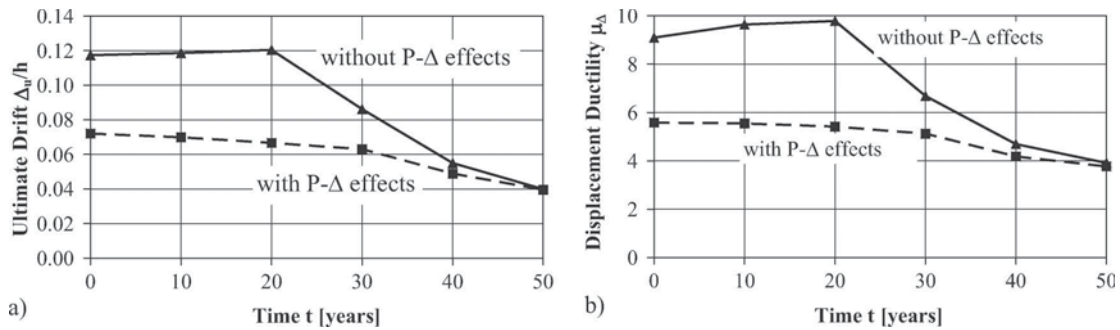 Ultimate Drift Δu/h
0.14
0.12
0.10
0.08
0.06
0.04
0.02
0.00
without P-Δ effects
with P-Δ effects
0 10 20 30 40 50
Time t [years]
a)
Displacement Ductility μΔ
10
8
6
4
2
0
without P-Δ effects
with P-Δ effects
0 10 20 30 40 50
Time t [years]
b)